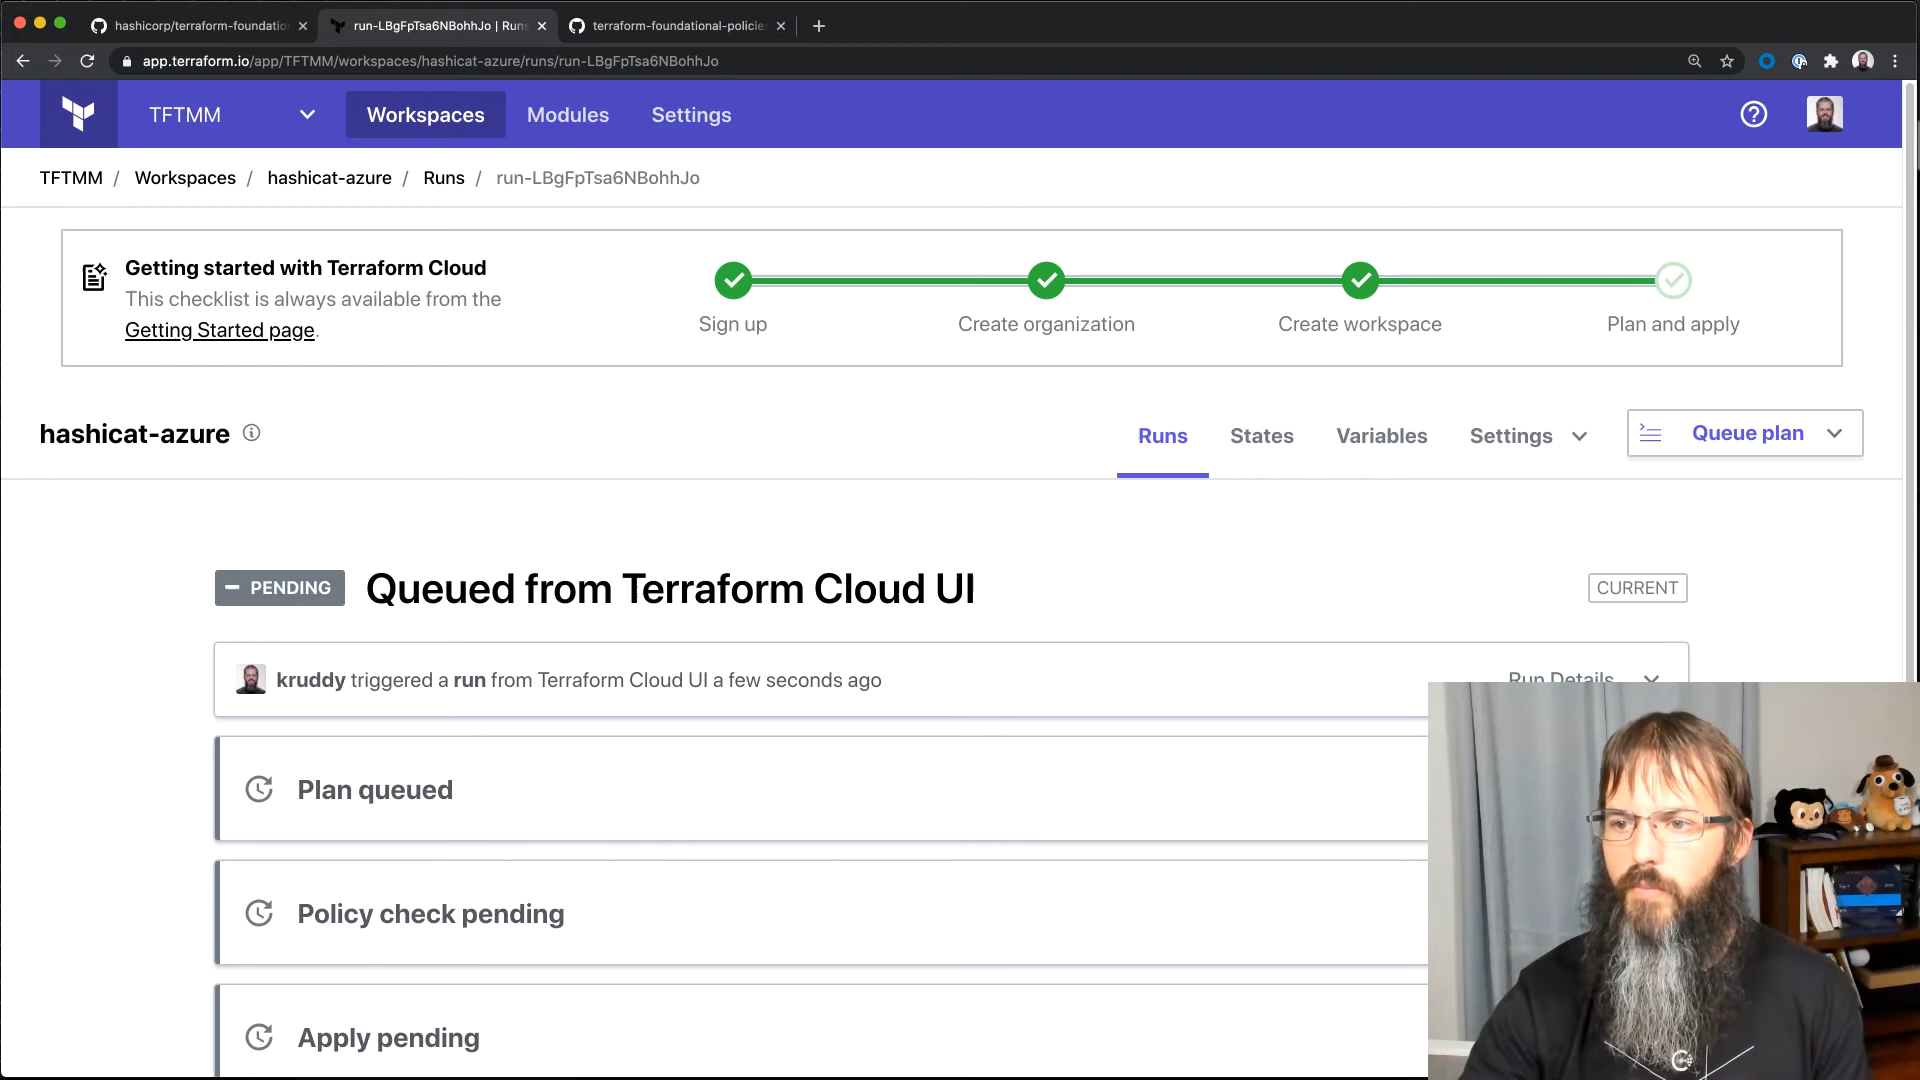 hashicorp/terraform-foundatio
run-LBgFpTsa6NBohhJo | Runs
terraform-foundational-policie
app.terraform.io/app/TFTMM/workspaces/hashicat-azure/runs/run-LBgFpTsa6NBohhJo
TFTMM
Workspaces
Modules
Settings
TFTMM / Workspaces / hashicat-azure / Runs / run-LBgFpTsa6NBohhJo
Getting started with Terraform Cloud
This checklist is always available from the
Getting Started page.
Sign up
Create organization
Create workspace
Plan and apply
hashicat-azure
Runs
States
Variables
Settings
Queue plan
PENDING
Queued from Terraform Cloud UI
CURRENT
kruddy triggered a run from Terraform Cloud UI a few seconds ago
Run Details
Plan queued
Policy check pending
Apply pending